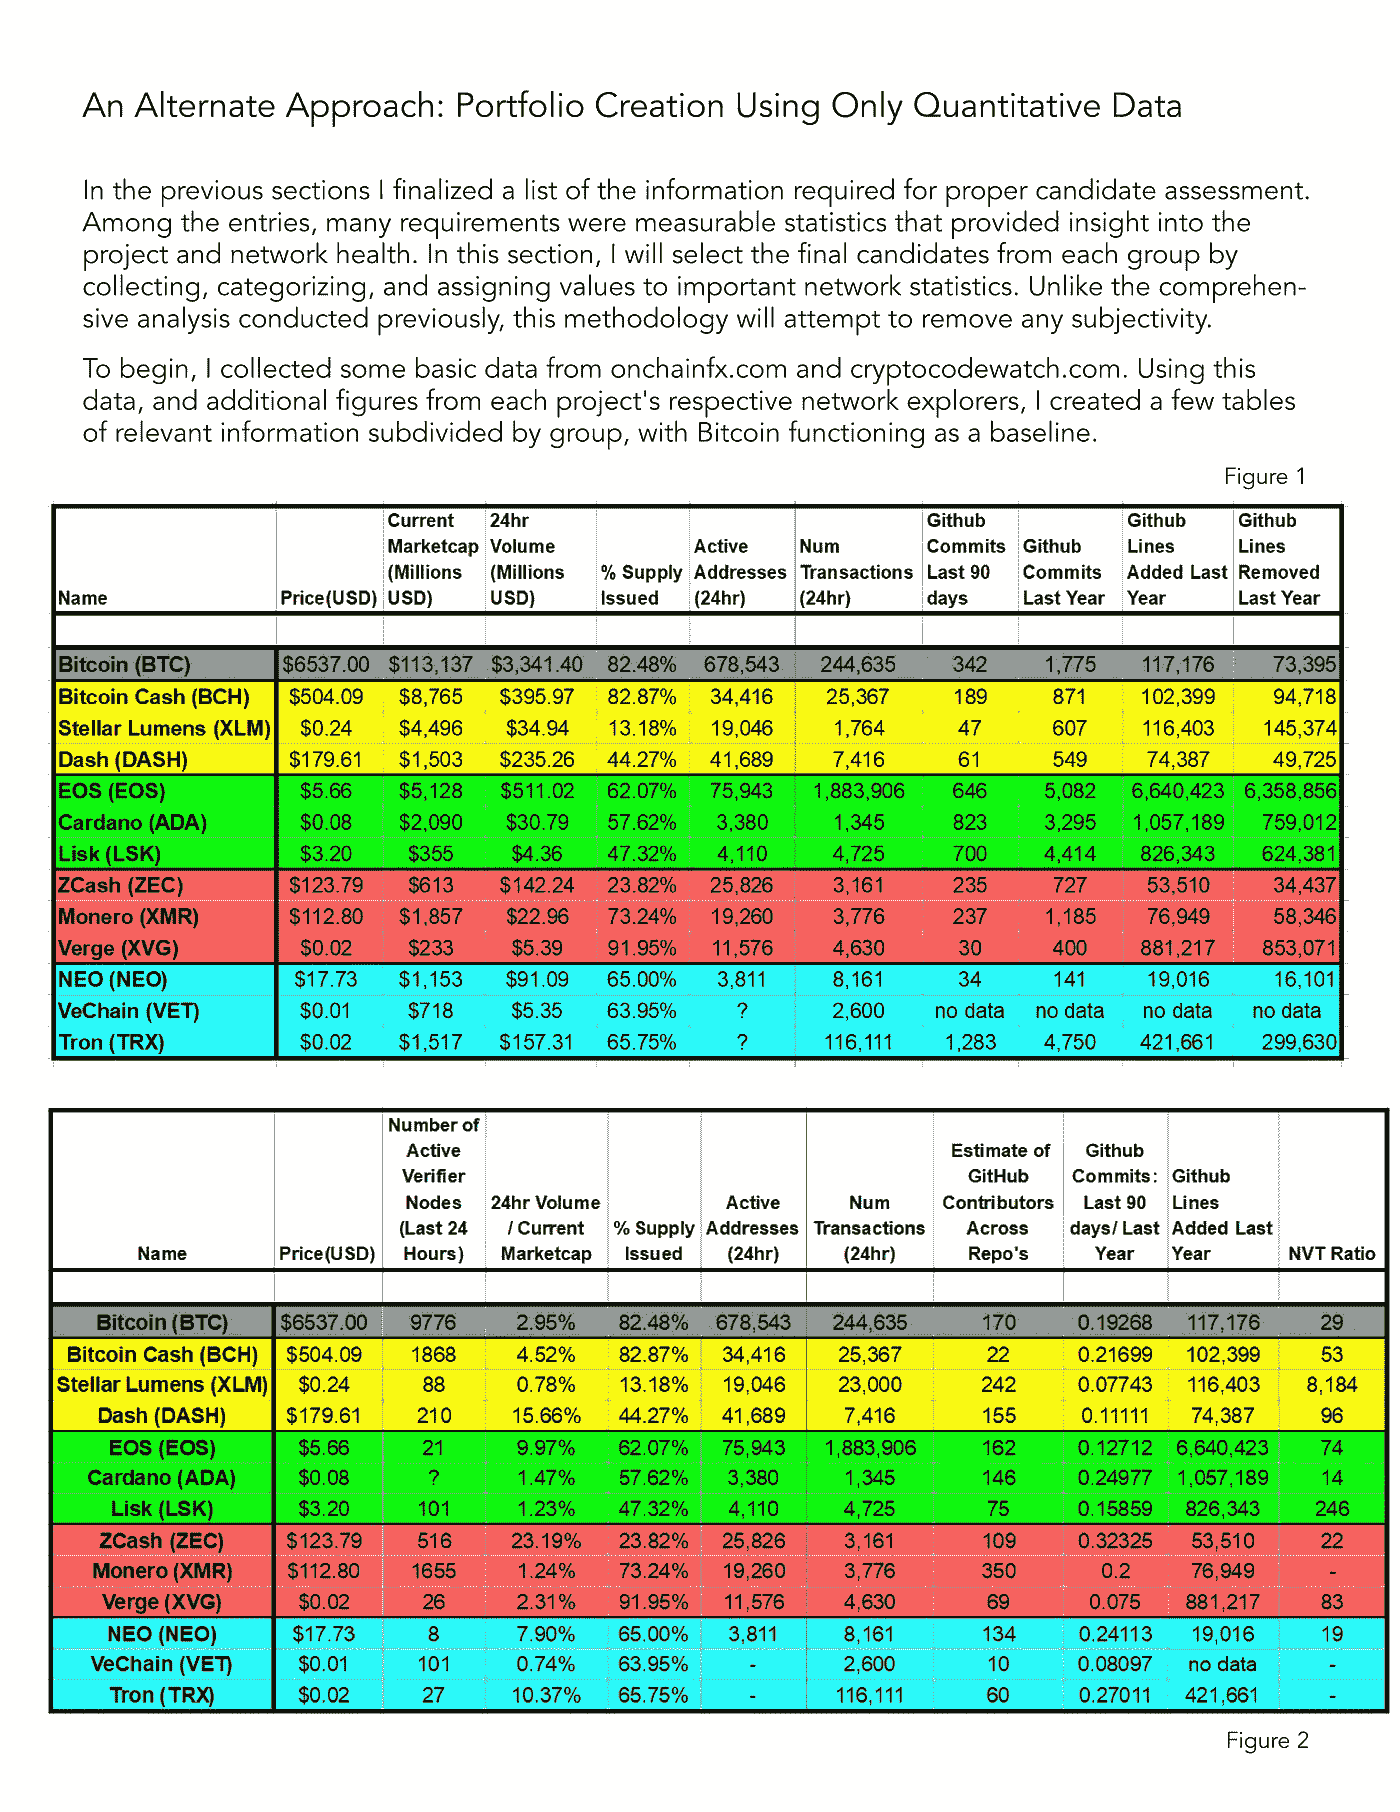 An Alternate Approach: Portfolio Creation Using Only Quantitative Data
In the previous sections I finalized a list of the information required for proper candidate assessment.
Among the entries, many requirements were measurable statistics that provided insight into the
project and network health. In this section, I will select the final candidates from each group by
collecting, categorizing, and assigning values to important network statistics. Unlike the comprehen-
sive analysis conducted previously, this methodology will attempt to remove any subjectivity.
To begin, I collected some basic data from onchainfx.com and cryptocodewatch.com. Using this
data, and additional figures from each project's respective network explorers, I created a few tables
of relevant information subdivided by group, with Bitcoin functioning as a baseline.
Figure 1
Current 24hr Github Github Github
Marketcap Volume Active Num Commits Github Lines Lines
(Millions (Millions % Supply Addresses Transactions Last 90 Commits Added Last Removed
Name Price(USD) USD) USD) Issued (24hr) (24hr) days Last Year Year Last Year
Bitcoin (BTC) $6537.00 $113,137 $3,341.40 82.48% 678,543 244,635 342 1,775 117,176 73,395
Bitcoin Cash (BCH) $504.09 $8,765 $395.97 82.87% 34,416 25,367 189 871 102,399 94,718
Stellar Lumens (XLM) $0.24 $4,496 $34.94 13.18% 19,046 1,764 47 607 116,403 145,374
Dash (DASH) $179.61 $1,503 $235.26 44.27% 41,689 7,416 61 549 74,387 49,725
EOS (EOS) $5.66 $5,128 $511.02 62.07% 75,943 1,883,906 646 5,082 6,640,423 6,358,856
Cardano (ADA) $0.08 $2,090 $30.79 57.62% 3,380 1,345 823 3,295 1,057,189 759,012
Lisk (LSK) $3.20 $355 $4.36 47.32% 4,110 4,725 700 4,414 826,343 624,381
ZCash (ZEC) $123.79 $613 $142.24 23.82% 25,826 3,161 235 727 53,510 34,437
Monero (XMR) $112.80 $1,857 $22.96 73.24% 19,260 3,776 237 1,185 76,949 58,346
Verge (XVG) $0.02 $233 $5.39 91.95% 11,576 4,630 30 400 881,217 853,071
NEO (NEO) $17.73 $1,153 $91.09 65.00% 3,811 8,161 34 141 19,016 16,101
VeChain (VET) $0.01 $718 $5.35 63.95% ? 2,600 no data no data no data no data
Tron (TRX) $0.02 $1,517 $157.31 65.75% ? 116,111 1,283 4,750 421,661 299,630
Number of
Active Estimate of Github
Verifier GitHub Commits: Github
Nodes 24hr Volume Active Num Contributors Last 90 Lines
(Last 24 / Current % Supply Addresses Transactions Across days/ Last Added Last
Name Price(USD) Hours) Marketcap Issued (24hr) (24hr) Repo's Year Year NVT Ratio
Bitcoin (BTC) $6537.00 9776 2.95% 82.48% 678,543 244,635 170 0.19268 117,176 29
Bitcoin Cash (BCH) $504.09 1868 4.52% 82.87% 34,416 25,367 22 0.21699 102,399 53
Stellar Lumens (XLM) $0.24 88 0.78% 13.18% 19,046 23,000 242 0.07743 116,403 8,184
Dash (DASH) $179.61 210 15.66% 44.27% 41,689 7,416 155 0.11111 74,387 96
EOS (EOS) $5.66 21 9.97% 62.07% 75,943 1,883,906 162 0.12712 6,640,423 74
Cardano (ADA) $0.08 ? 1.47% 57.62% 3,380 1,345 146 0.24977 1,057,189 14
Lisk (LSK) $3.20 101 1.23% 47.32% 4,110 4,725 75 0.15859 826,343 246
ZCash (ZEC) $123.79 516 23.19% 23.82% 25,826 3,161 109 0.32325 53,510 22
Monero (XMR) $112.80 1655 1.24% 73.24% 19,260 3,776 350 0.2 76,949 -
Verge (XVG) $0.02 26 2.31% 91.95% 11,576 4,630 69 0.075 881,217 83
NEO (NEO) $17.73 8 7.90% 65.00% 3,811 8,161 134 0.24113 19,016 19
VeChain (VET) $0.01 101 0.74% 63.95% - 2,600 10 0.08097 no data -
Tron (TRX) $0.02 27 10.37% 65.75% - 116,111 60 0.27011 421,661 -
Figure 2